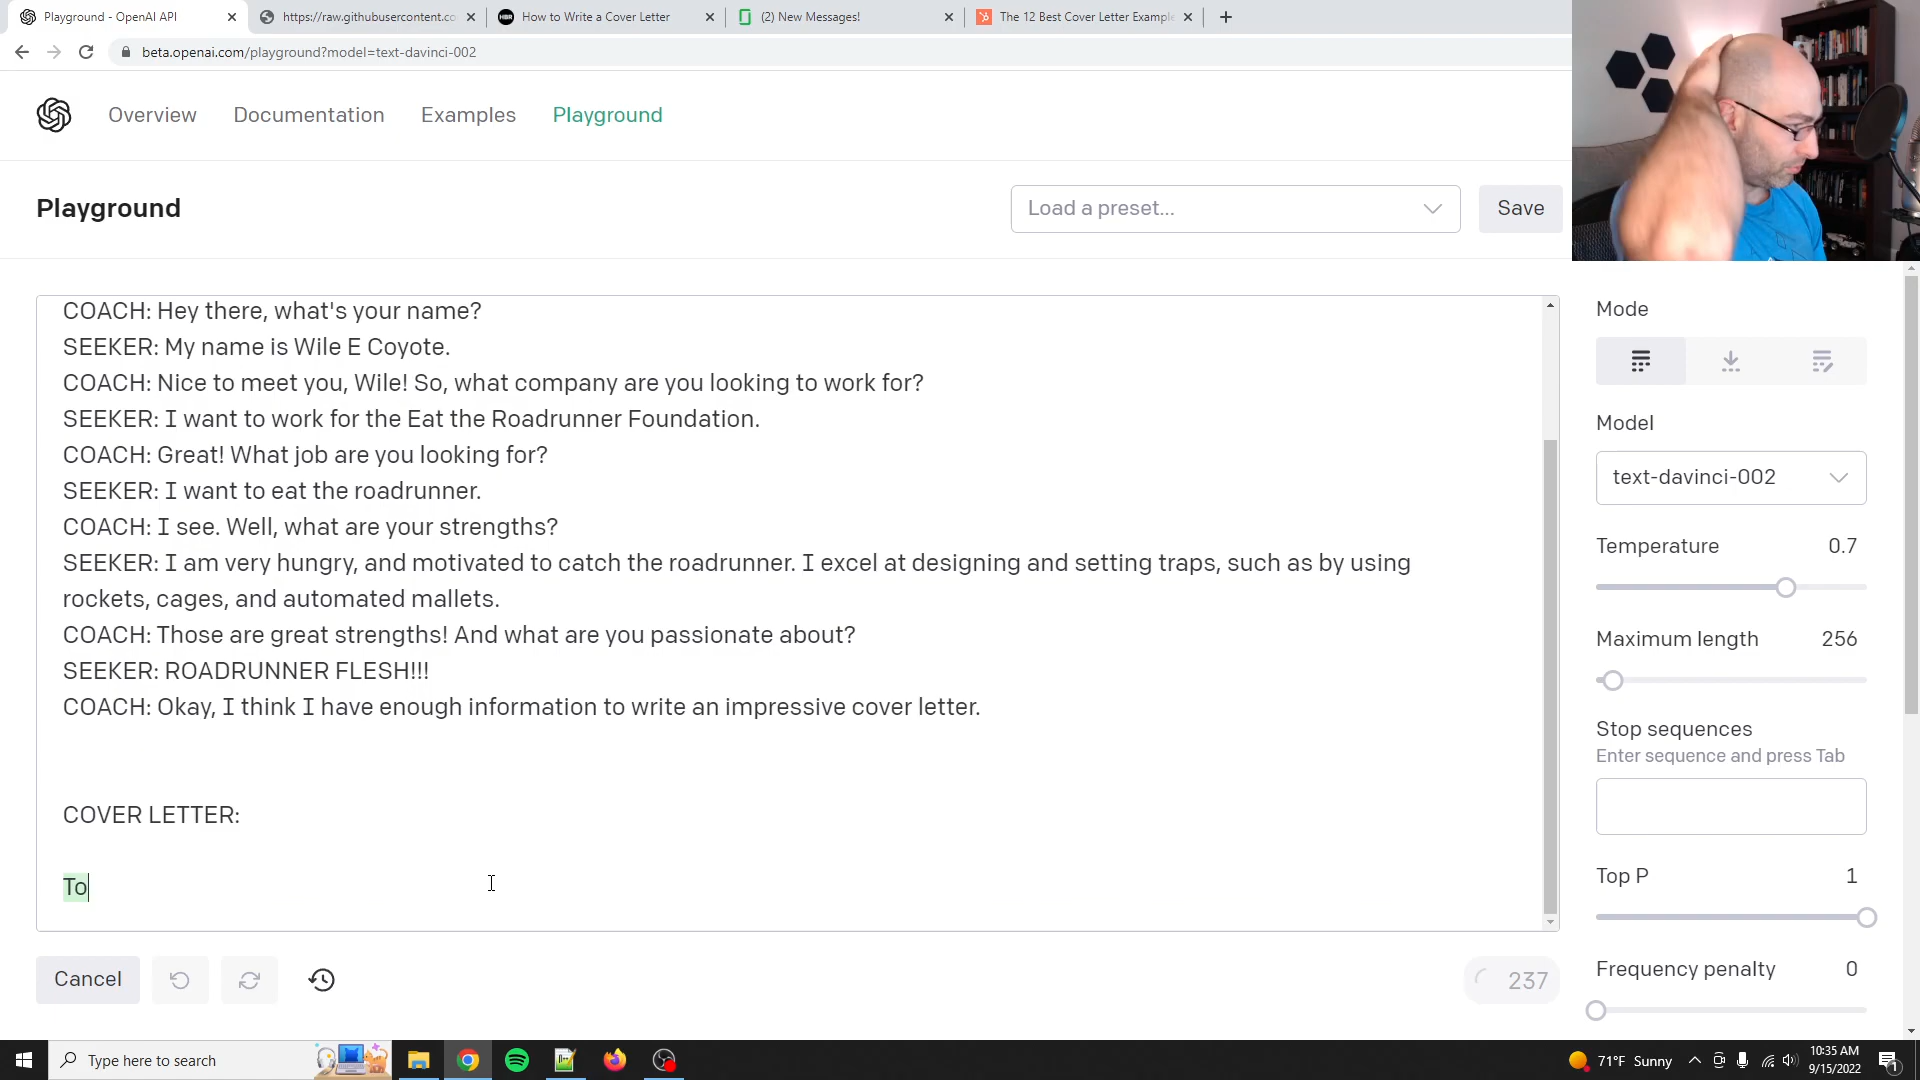 Playground - OpenAI API
https://raw.githubusercontent.co
HBR
How to Write a Cover Letter
(2) New Messages!
The 12 Best Cover Letter Example
beta.openai.com/playground?model=text-davinci-002
Overview
Documentation
Examples
Playground
Playground
Load a preset...
Save
COACH: Hey there, what's your name?
SEEKER: My name is Wile E Coyote.
COACH: Nice to meet you, Wile! So, what company are you looking to work for?
SEEKER: I want to work for the Eat the Roadrunner Foundation.
COACH: Great! What job are you looking for?
SEEKER: I want to eat the roadrunner.
COACH: I see. Well, what are your strengths?
SEEKER: I am very hungry, and motivated to catch the roadrunner. I excel at designing and setting traps, such as by using
rockets, cages, and automated mallets.
COACH: Those are great strengths! And what are you passionate about?
SEEKER: ROADRUNNER FLESH!!!
COACH: Okay, I think I have enough information to write an impressive cover letter.
COVER LETTER:
To
Cancel
237
Mode
Model
text-davinci-002
Temperature
0.7
Maximum length
256
Stop sequences
Enter sequence and press Tab
Top P
1
Frequency penalty
0
Type here to search
71°F Sunny
10:35 AM
9/15/2022
1